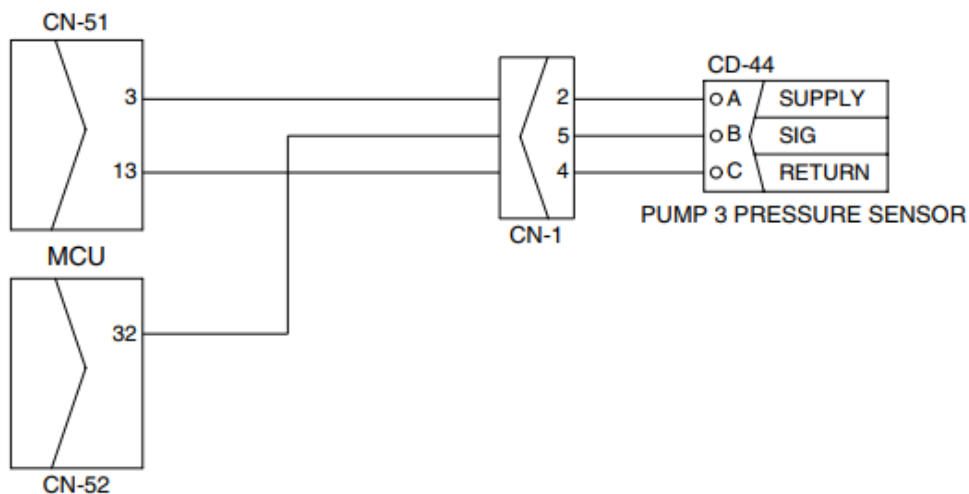 CN-51
3
13
MCU
32
CN-52
2
5
4
CN-1
CD-44
A SUPPLY
B SIG
C RETURN
PUMP 3 PRESSURE SENSOR